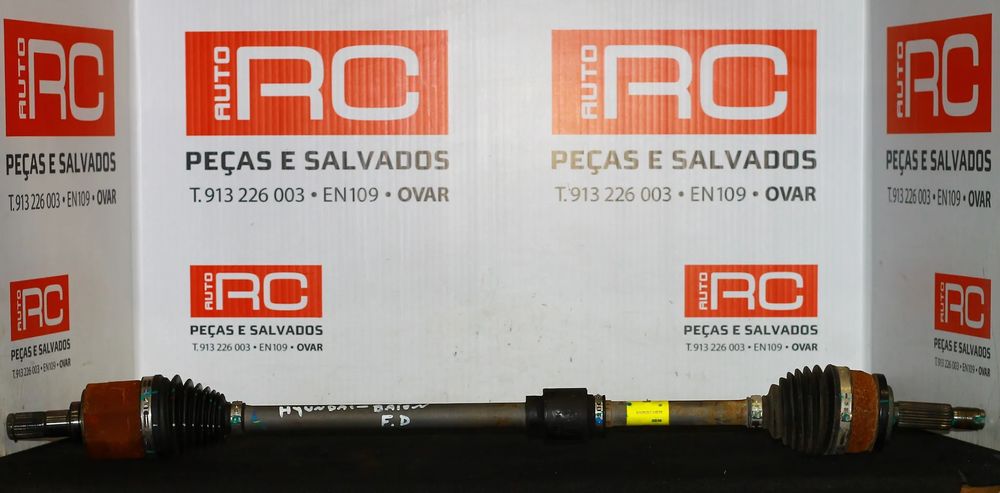 AUTO RC
PEÇAS E SALVADOS
T.913 226 003 • EN109 • OVAR
AUTO RC
PEÇAS E SALVADOS
T.913 226 003 • EN109 • OVAR
AUTO RC
PEÇAS E SALVADOS
T.913 226 003 • EN109 • OVAR
AUTO RC
PEÇAS E SALVADOS
T.913 226 003 • EN109 • OVAR
AUTO RC
PEÇAS E SALVADOS
T.913 226 003 • EN109 • OVAR
AUTO RC
PEÇAS E SALVADOS
T.913 226 003 • EN109 • OVAR
AUTO RC
PEÇAS E SALVADOS
T.913 226 003 • EN109 • OVAR
AUTO RC
PEÇAS E SALVADOS
T.913 226 003 • EN109 • OVAR
HYUNDAI - BAION
F.D